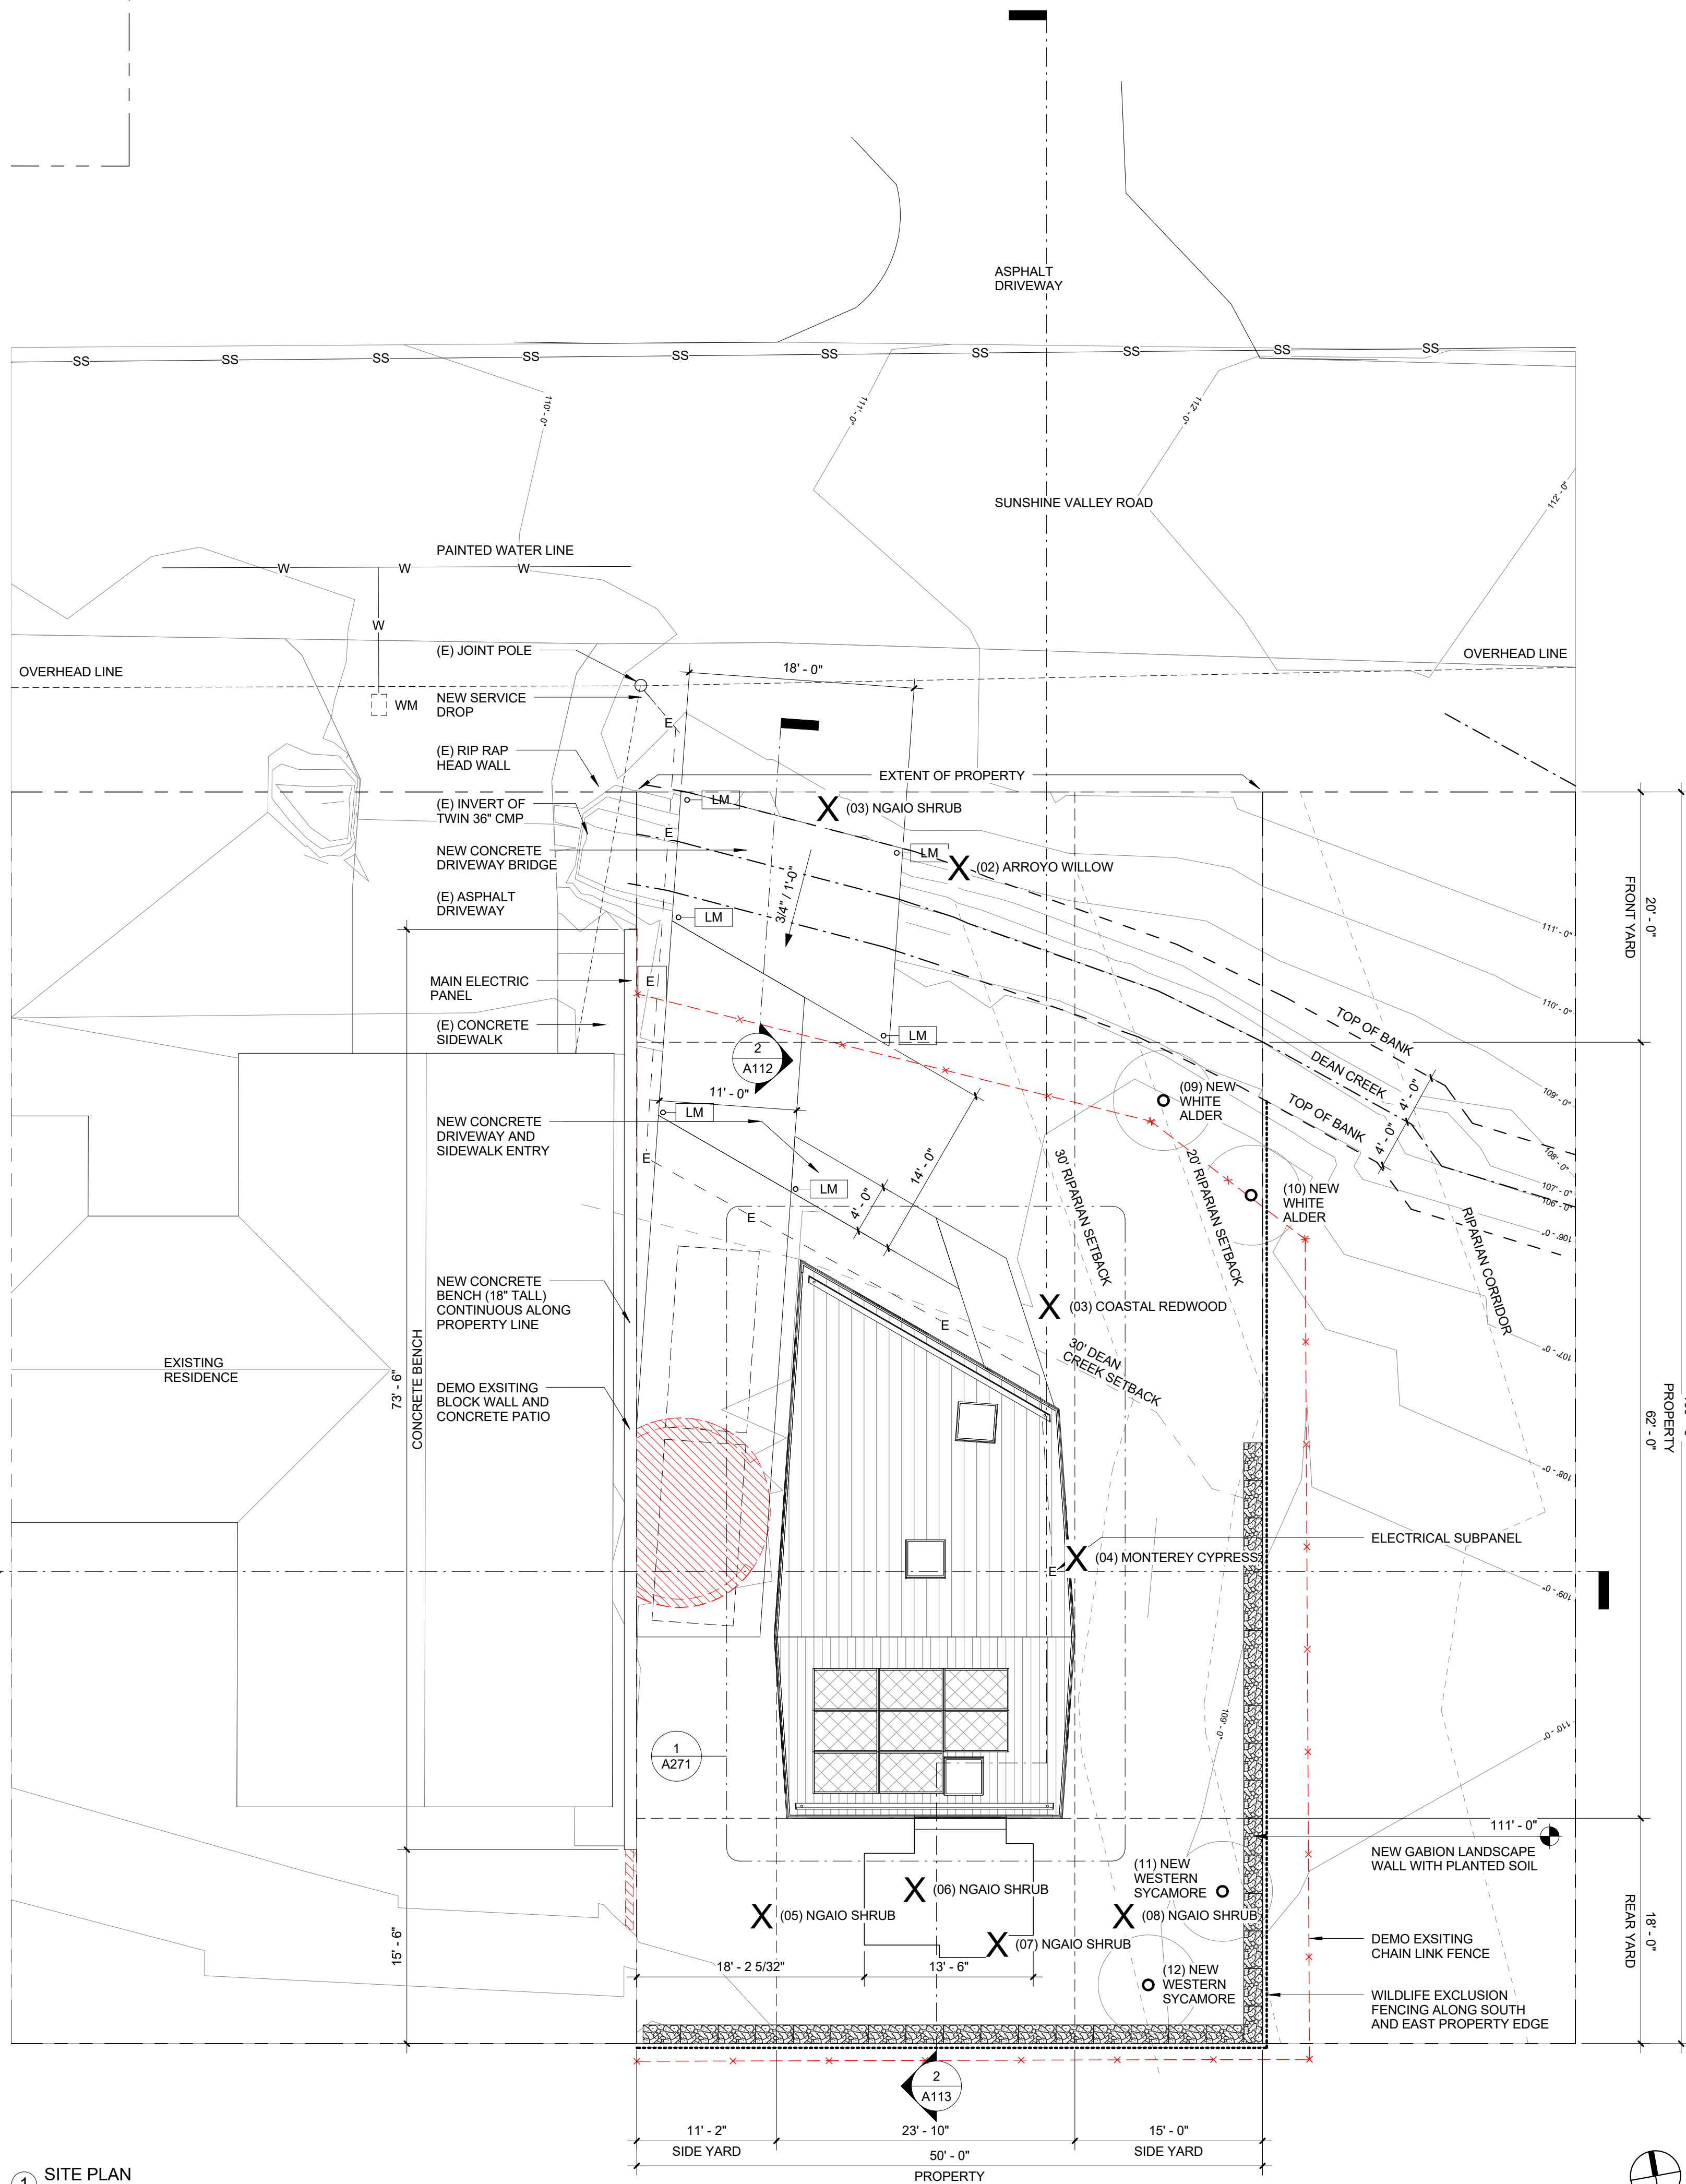 ASPHALT
DRIVEWAY
SS
SS
SS
SS
SS
SS
SS
SS
SS
SS
110' - 0"
111' - 0"
112' - 0"
112' - 0"
SUNSHINE VALLEY ROAD
PAINTED WATER LINE
W
W
W
W
WM
OVERHEAD LINE
OVERHEAD LINE
(E) JOINT POLE
18' - 0"
NEW SERVICE
DROP
E
(E) RIP RAP
HEAD WALL
EXTENT OF PROPERTY
(E) INVERT OF
TWIN 36" CMP
LM
(03) NGAIO SHRUB
E
NEW CONCRETE
DRIVEWAY BRIDGE
LM
(02) ARROYO WILLOW
3/4" / 1'-0"
(E) ASPHALT
DRIVEWAY
LM
20' - 0"
FRONT YARD
111' - 0"
MAIN ELECTRIC
PANEL
E
110' - 0"
(E) CONCRETE
SIDEWALK
LM
TOP OF BANK
2
A112
DEAN CREEK
109' - 0"
11' - 0"
LM
(09) NEW
WHITE
ALDER
TOP OF BANK
4' - 0"
4' - 0"
NEW CONCRETE
DRIVEWAY AND
SIDEWALK ENTRY
E
108' - 0"
107' - 0"
106' - 0"
106' - 0"
14' - 0"
4' - 0"
LM
E
30' RIPARIAN SETBACK
20' RIPARIAN SETBACK
(10) NEW
WHITE
ALDER
RIPARIAN CORRIDOR
NEW CONCRETE
BENCH (18" TALL)
CONTINUOUS ALONG
PROPERTY LINE
(03) COASTAL REDWOOD
E
30' DEAN
CREEK SETBACK
107' - 0"
EXISTING
RESIDENCE
73' - 6"
CONCRETE BENCH
DEMO EXSITING
BLOCK WALL AND
CONCRETE PATIO
62' - 0"
PROPERTY
108' - 0"
ELECTRICAL SUBPANEL
(04) MONTEREY CYPRESS
E
109' - 0"
109' - 0"
110' - 0"
1
A271
111' - 0"
NEW GABION LANDSCAPE
WALL WITH PLANTED SOIL
(11) NEW
WESTERN
SYCAMORE
(06) NGAIO SHRUB
(05) NGAIO SHRUB
(08) NGAIO SHRUB
(07) NGAIO SHRUB
18' - 0"
REAR YARD
DEMO EXSITING
CHAIN LINK FENCE
15' - 6"
18' - 2 5/32"
13' - 6"
(12) NEW
WESTERN
SYCAMORE
WILDLIFE EXCLUSION
FENCING ALONG SOUTH
AND EAST PROPERTY EDGE
2
A113
11' - 2"
23' - 10"
15' - 0"
SIDE YARD
SIDE YARD
50' - 0"
PROPERTY
1
SITE PLAN